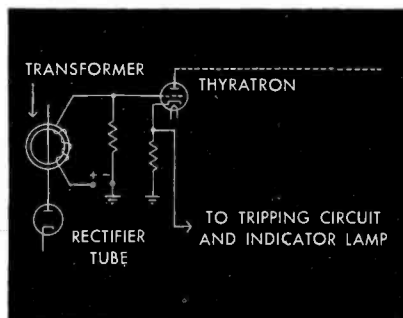 TRANSFORMER
THYRATRON
+ -
RECTIFIER
TUBE
TO TRIPPING CIRCUIT
AND INDICATOR LAMP